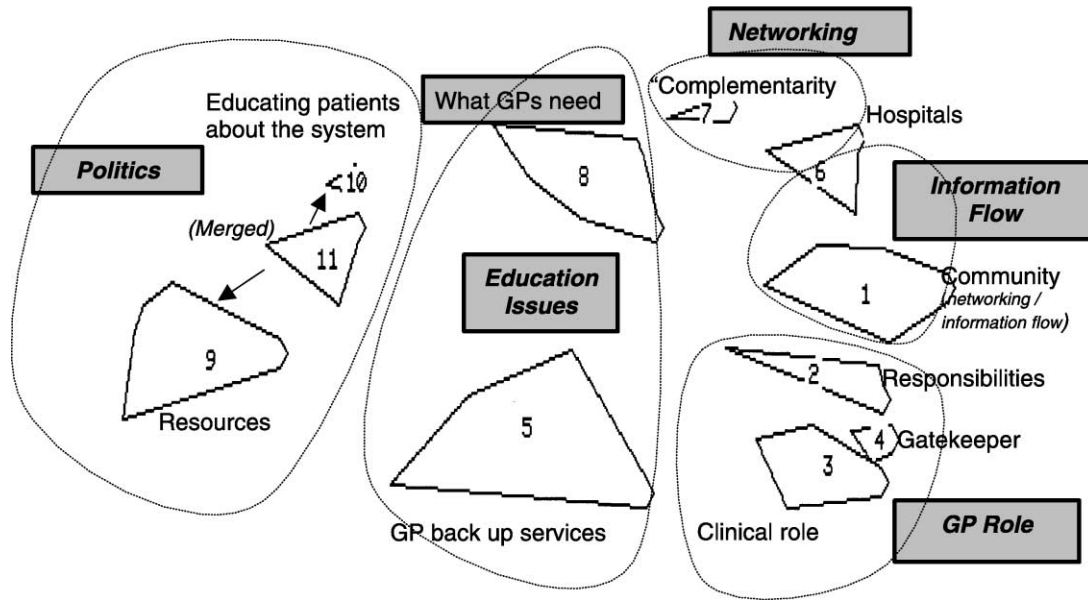 Networking
Educating patients
about the system
What GPs need
"Complementarity
7
Hospitals
Politics
10
8
6
Information
Flow
(Merged)
11
Education
Issues
Community
(networking /
information flow)
1
9
2
Responsibilities
Resources
5
4
Gatekeeper
3
GP back up services
Clinical role
GP Role